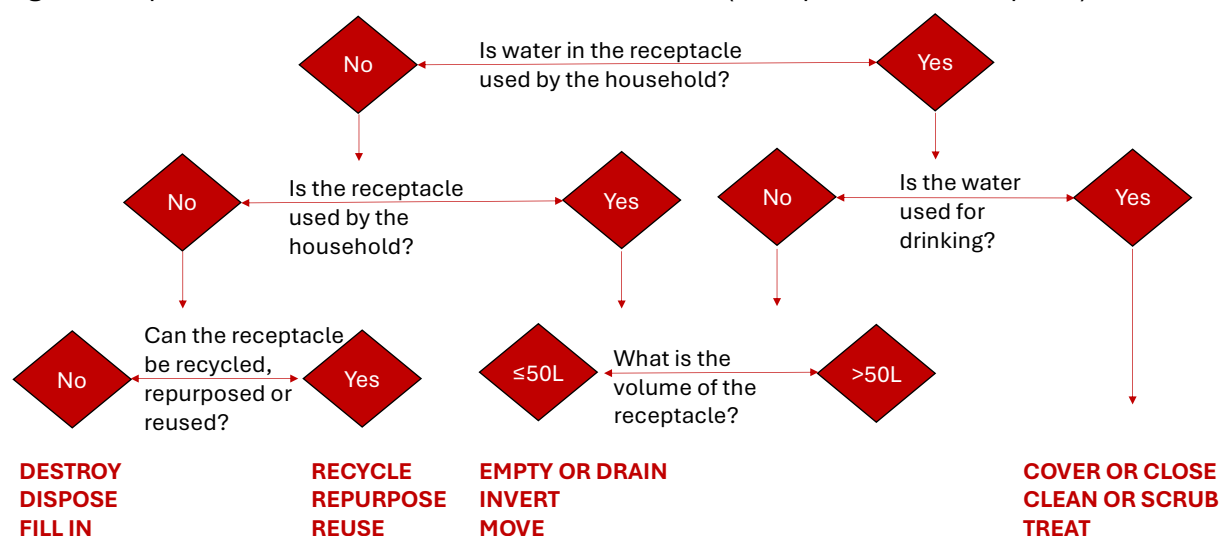 No
Is water in the receptacle
used by the household?
Yes
No
Is the receptacle
used by the
household?
Yes
No
Is the water
used for
drinking?
Yes
No
Can the receptacle
be recycled,
repurposed or
reused?
Yes
≤50L
What is the
volume of the
receptacle?
>50L
DESTROY
DISPOSE
FILL IN
RECYCLE
REPURPOSE
REUSE
EMPTY OR DRAIN
INVERT
MOVE
COVER OR CLOSE
CLEAN OR SCRUB
TREAT